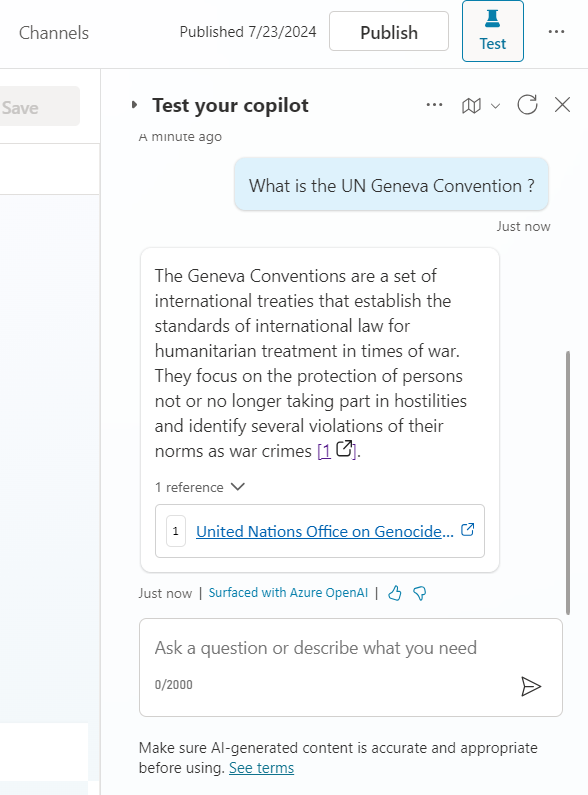 Channels
Published 7/23/2024
Publish
Test
Save
Test your copilot
A minute ago
What is the UN Geneva Convention ?
Just now
The Geneva Conventions are a set of
international treaties that establish the
standards of international law for
humanitarian treatment in times of war.
They focus on the protection of persons
not or no longer taking part in hostilities
and identify several violations of their
norms as war crimes [1].
1 reference
1 United Nations Office on Genocide...
Just now | Surfaced with Azure OpenAI |
Ask a question or describe what you need
0/2000
Make sure AI-generated content is accurate and appropriate
before using. See terms